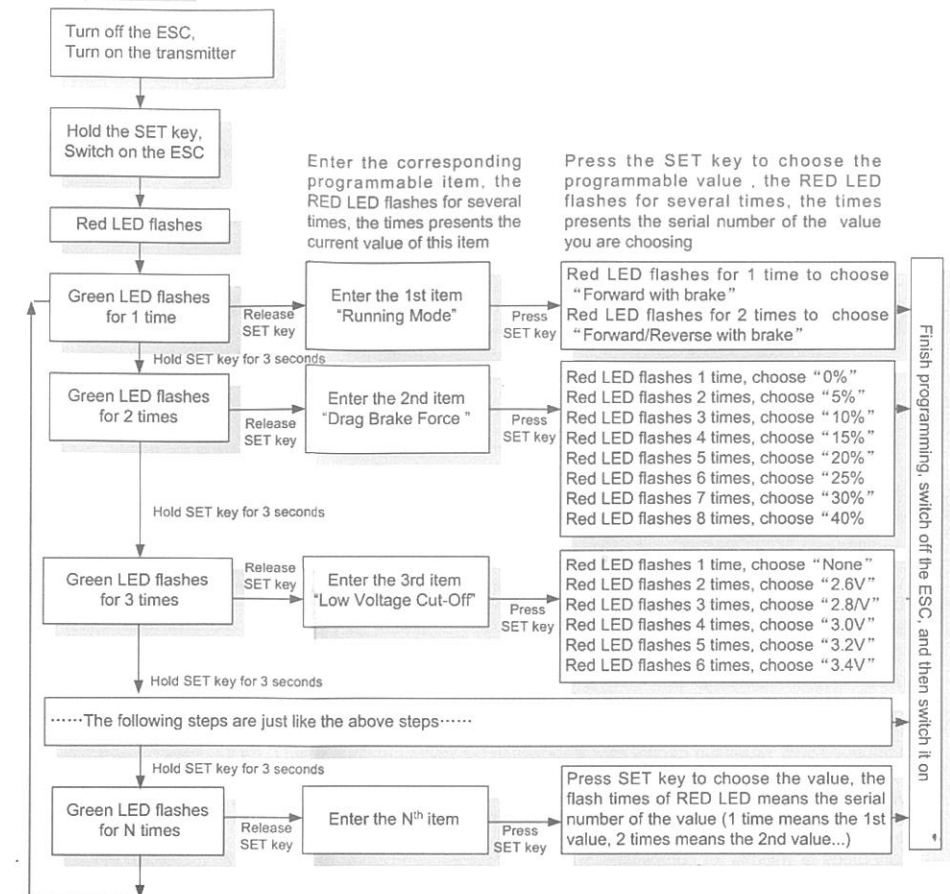 Turn off the ESC,
Turn on the transmitter
Hold the SET key,
Switch on the ESC
Red LED flashes
Enter the corresponding
programmable item, the
RED LED flashes for several
times, the times presents the
current value of this item
Press the SET key to choose the
programmable value , the RED LED
flashes for several times, the times
presents the serial number of the value
you are choosing
Green LED flashes
for 1 time
Release
SET key
Enter the 1st item
“Running Mode”
Press
SET key
Red LED flashes for 1 time to choose
“Forward with brake”
Red LED flashes for 2 times to choose
“Forward/Reverse with brake”
Hold SET key for 3 seconds
Green LED flashes
for 2 times
Release
SET key
Enter the 2nd item
“Drag Brake Force ”
Press
SET key
Red LED flashes 1 time, choose “0%”
Red LED flashes 2 times, choose “5%”
Red LED flashes 3 times, choose “10%”
Red LED flashes 4 times, choose “15%”
Red LED flashes 5 times, choose “20%”
Red LED flashes 6 times, choose “25%
Red LED flashes 7 times, choose “30%”
Red LED flashes 8 times, choose “40%
Hold SET key for 3 seconds
Green LED flashes
for 3 times
Release
SET key
Enter the 3rd item
“Low Voltage Cut-Off”
Press
SET key
Red LED flashes 1 time, choose “None”
Red LED flashes 2 times, choose “2.6V”
Red LED flashes 3 times, choose “2.8/V”
Red LED flashes 4 times, choose “3.0V”
Red LED flashes 5 times, choose “3.2V”
Red LED flashes 6 times, choose “3.4V”
Hold SET key for 3 seconds
······The following steps are just like the above steps······
Hold SET key for 3 seconds
Green LED flashes
for N times
Release
SET key
Enter the Nth item
Press
SET key
Press SET key to choose the value, the
flash times of RED LED means the serial
number of the value (1 time means the 1st
value, 2 times means the 2nd value...)
Finish programming, switch off the ESC, and then switch it on